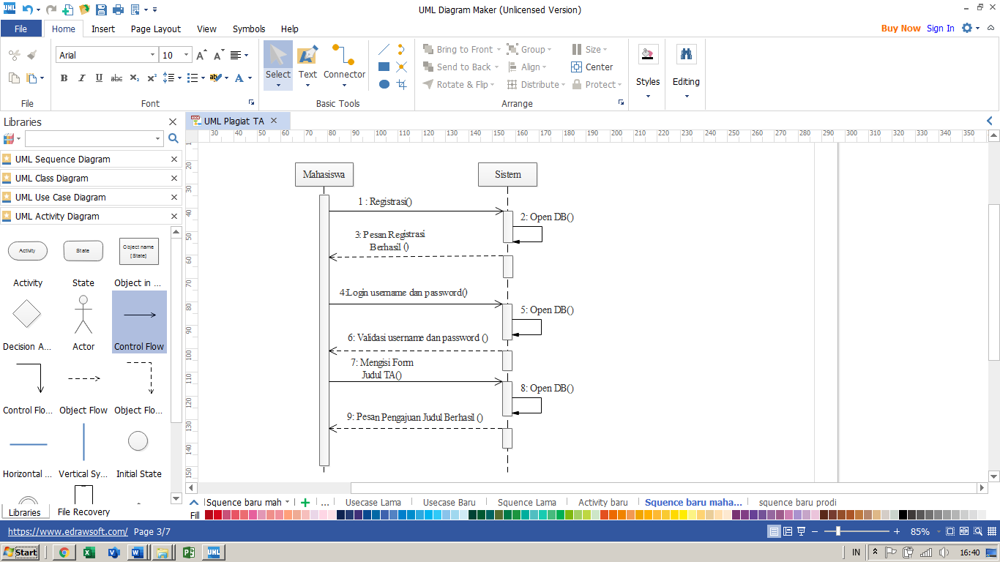 UML Diagram Maker (Unlicensed Version)
File Home Insert Page Layout View Symbols Help
Buy Now Sign In
Arial 10
B I U abc X₂ X² A
Select Text Connector
Bring to Front Group Size
Send to Back Align Center
Rotate & Flip Distribute Protect
Styles Editing
File Font Basic Tools Arrange
Libraries
UML Plagiat TA
UML Sequence Diagram
UML Class Diagram
UML Use Case Diagram
UML Activity Diagram
Activity State Object name
[State]
Activity State Object in ...
Decision A... Actor Control Flow
Control Flo... Object Flow Object Flo...
Horizontal ... Vertical Sy... Initial State
Libraries File Recovery
30 40 50 60 70 80 90 100 110 120 130 140 150 160 170 180 190 200 210 220 230 240 250 260 270 280 290 300 310 320 330 340 350
20 30 40 50 60 70 80 90 100 110 120 130 140 150
Mahasiswa Sistem
1 : Registrasi()
2: Open DB()
3: Pesan Registrasi
Berhasil ()
4:Login username dan password()
5: Open DB()
6: Validasi username dan password ()
7: Mengisi Form
Judul TA()
8: Open DB()
9: Pesan Pengajuan Judul Berhasil ()
Squence baru mah ... Usecase Lama Usecase Baru Squence Lama Activity baru Squence baru maha... squence baru prodi
Fill
https://www.edrawsoft.com/ Page 3/7 85%
Start UML IN 16:40